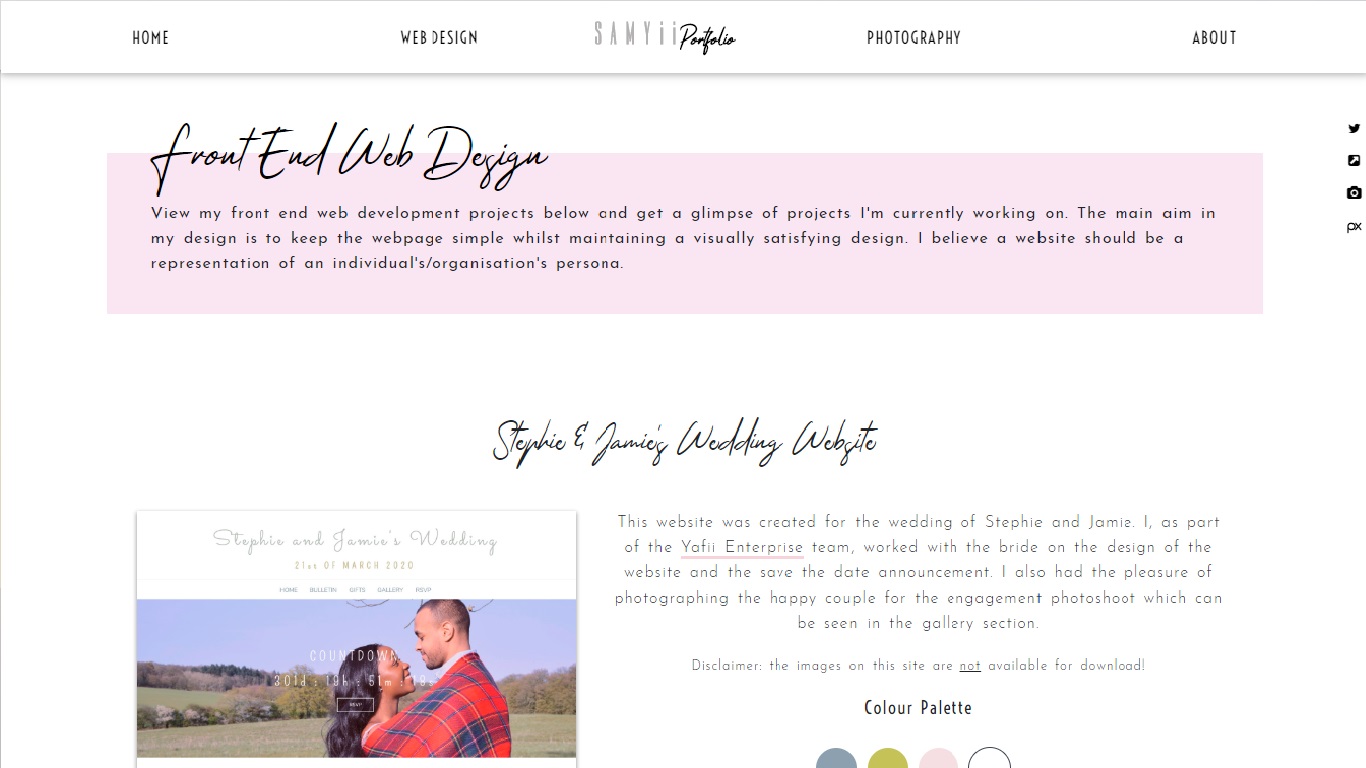 HOME
WEB DESIGN
SAMYii Portfolio
PHOTOGRAPHY
ABOUT
Front End Web Design
View my front end web development projects below and get a glimpse of projects I'm currently working on. The main aim in
my design is to keep the webpage simple whilst maintaining a visually satisfying design. I believe a website should be a
representation of an individual's/organisation's persona.
px
Stephie & Jamie's Wedding Website
Stephie and Jamie's Wedding
21st OF MARCH 2020
HOME BULLETIN GIFTS GALLERY RSVP
COUNTDOWN
301d : 19h : 51m : 18s
RSVP
This website was created for the wedding of Stephie and Jamie. I, as part
of the Yafii Enterprise team, worked with the bride on the design of the
website and the save the date announcement. I also had the pleasure of
photographing the happy couple for the engagement photoshoot which can
be seen in the gallery section.
Disclaimer: the images on this site are not available for download!
Colour Palette